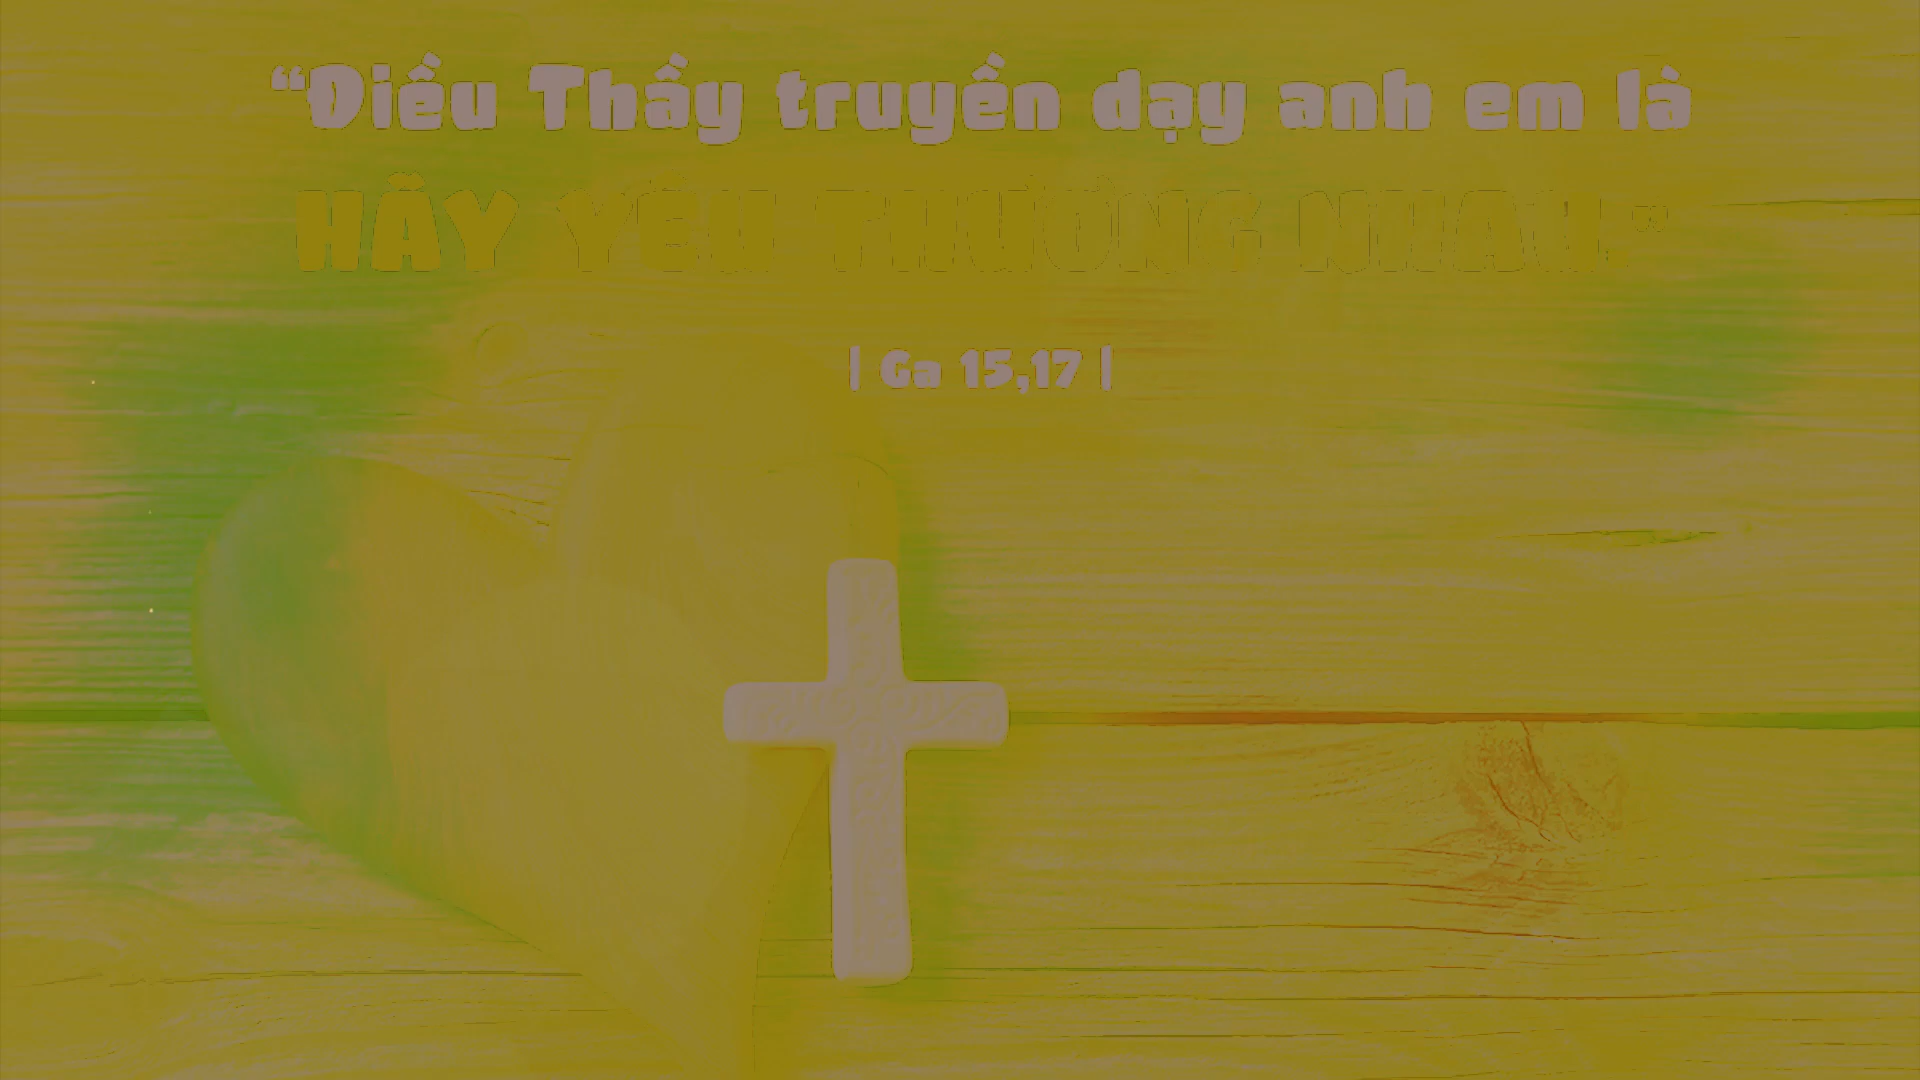 “Điều Thầy truyền dạy anh em là
HÃY YÊU THƯƠNG NHAU.”
| Ga 15,17 |